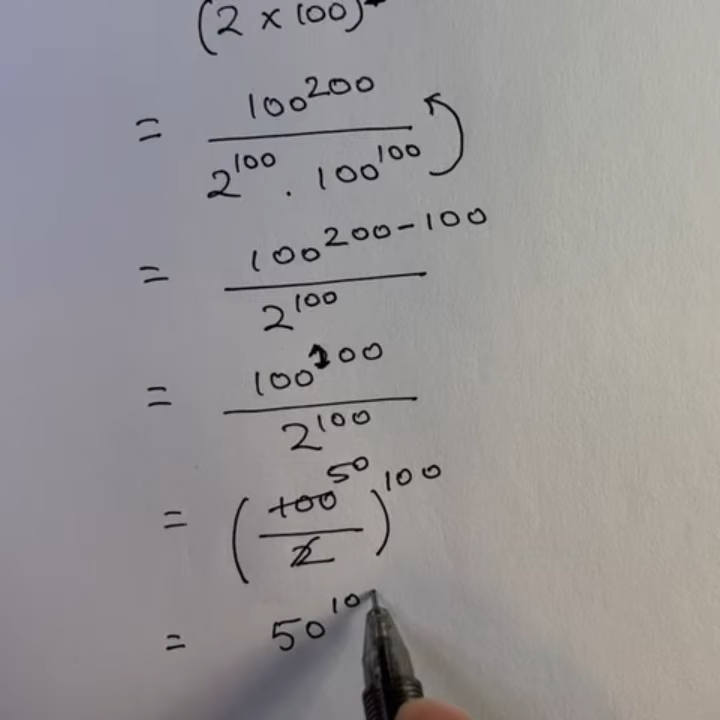 (2 × 100)
= 100^200 / 2^100 . 100^100
= 100^200-100 / 2^100
= 100^100 / 2^100
= (100 50 / 2)^100
= 50^10